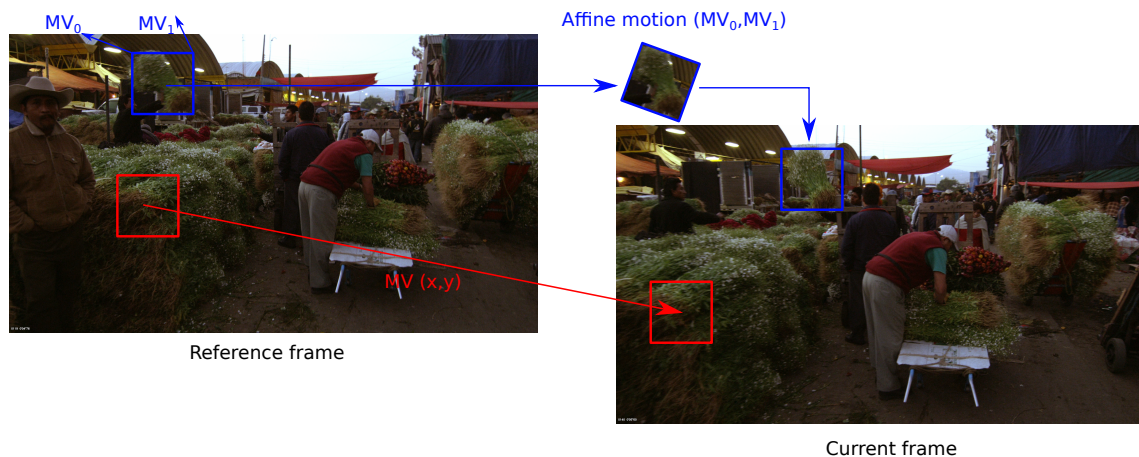 MV₀
MV₁
Affine motion (MV₀,MV₁)
MV (x,y)
Reference frame
Current frame